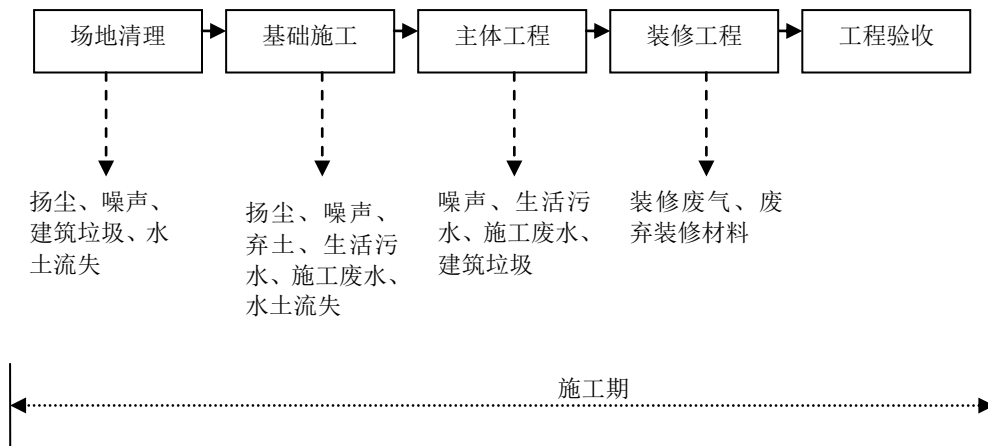 场地清理
基础施工
主体工程
装修工程
工程验收
扬尘、噪声、
建筑垃圾、水
土流失
扬尘、噪声、
弃土、生活污
水、施工废水、
水土流失
噪声、生活污
水、施工废水、
建筑垃圾
装修废气、废
弃装修材料
施工期